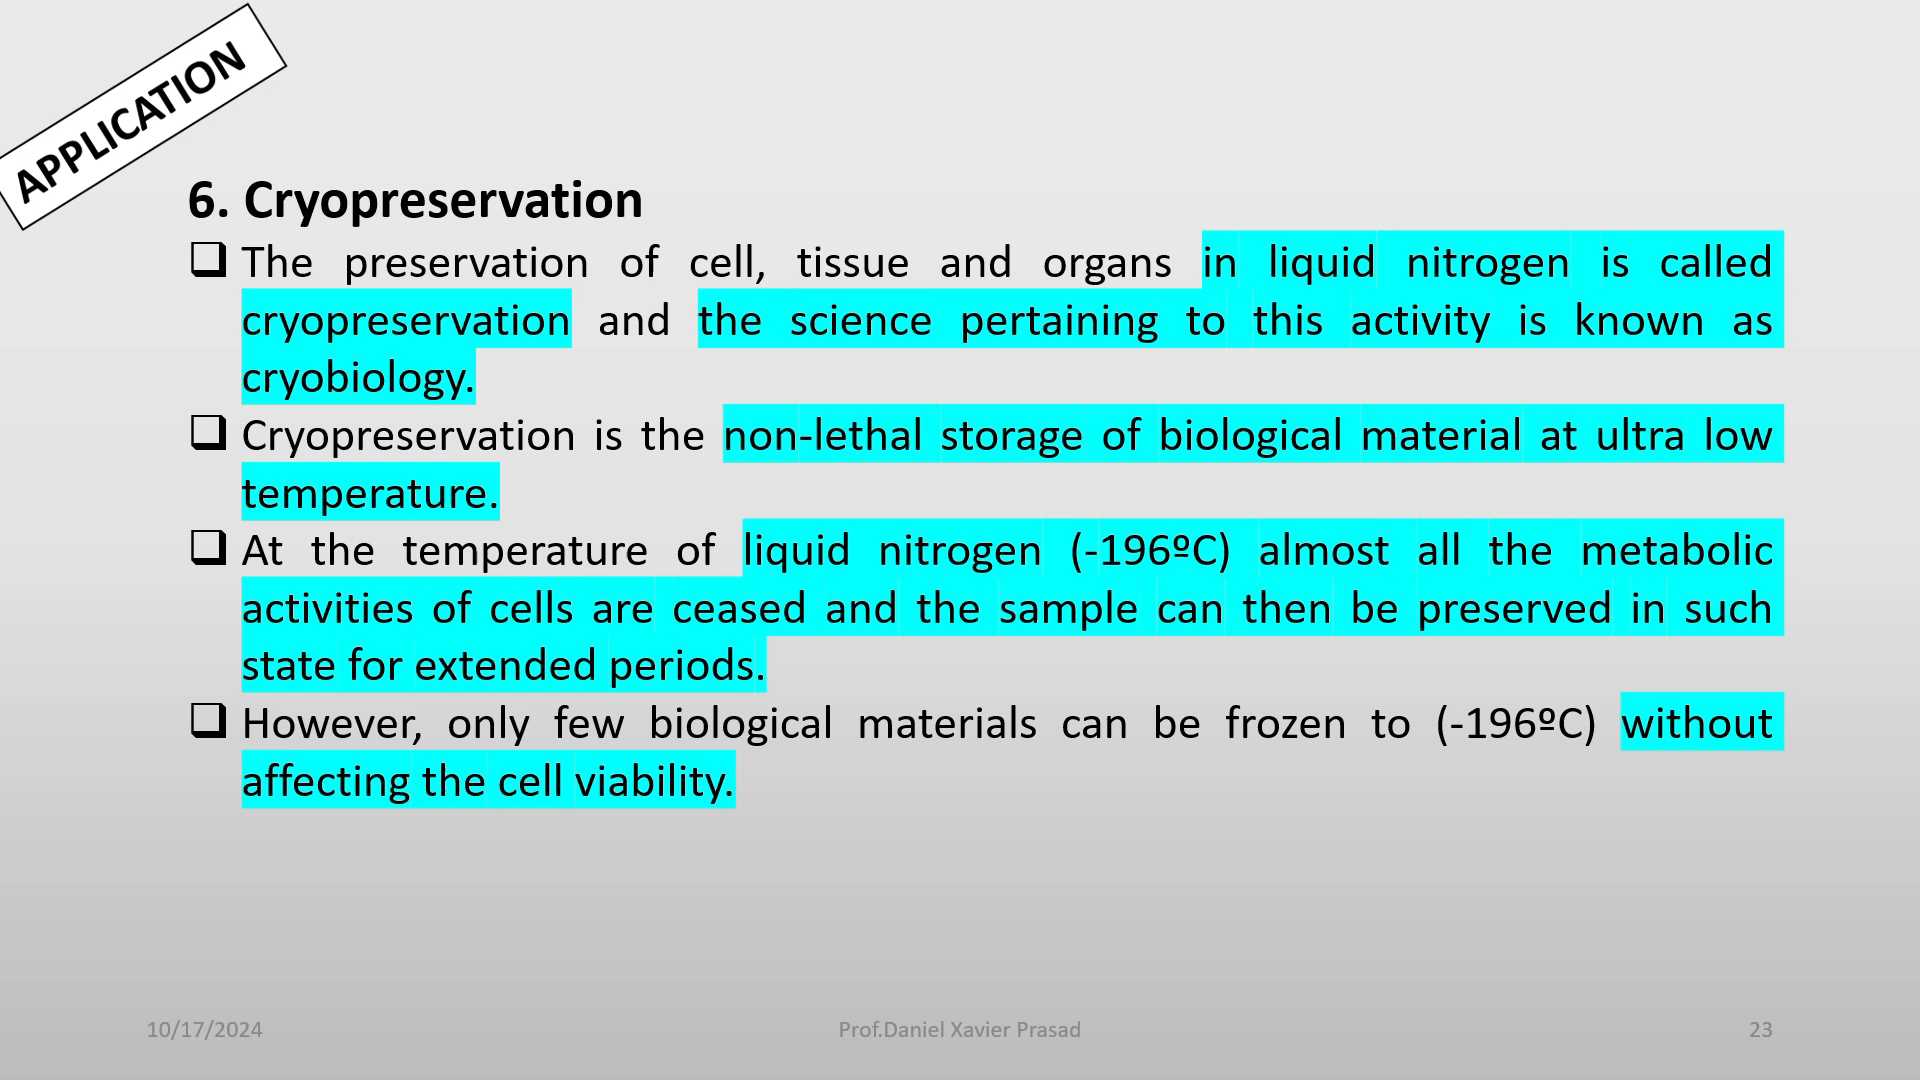 APPLICATION
6. Cryopreservation
❑ The preservation of cell, tissue and organs in liquid nitrogen is called
cryopreservation and the science pertaining to this activity is known as
cryobiology.
❑ Cryopreservation is the non-lethal storage of biological material at ultra low
temperature.
❑ At the temperature of liquid nitrogen (-196ºC) almost all the metabolic
activities of cells are ceased and the sample can then be preserved in such
state for extended periods.
❑ However, only few biological materials can be frozen to (-196ºC) without
affecting the cell viability.
10/17/2024 Prof.Daniel Xavier Prasad 23